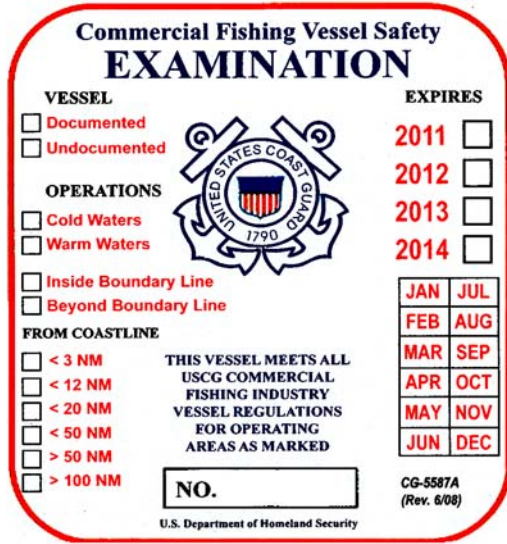 Commercial Fishing Vessel Safety
EXAMINATION
VESSEL
Documented
Undocumented
OPERATIONS
Cold Waters
Warm Waters
Inside Boundary Line
Beyond Boundary Line
FROM COASTLINE
< 3 NM
< 12 NM
< 20 NM
< 50 NM
> 50 NM
> 100 NM
UNITED STATES COAST GUARD
1790
THIS VESSEL MEETS ALL
USCG COMMERCIAL
FISHING INDUSTRY
VESSEL REGULATIONS
FOR OPERATING
AREAS AS MARKED
NO.
EXPIRES
2011
2012
2013
2014
JAN JUL
FEB AUG
MAR SEP
APR OCT
MAY NOV
JUN DEC
CG-5587A
(Rev. 6/08)
U.S. Department of Homeland Security